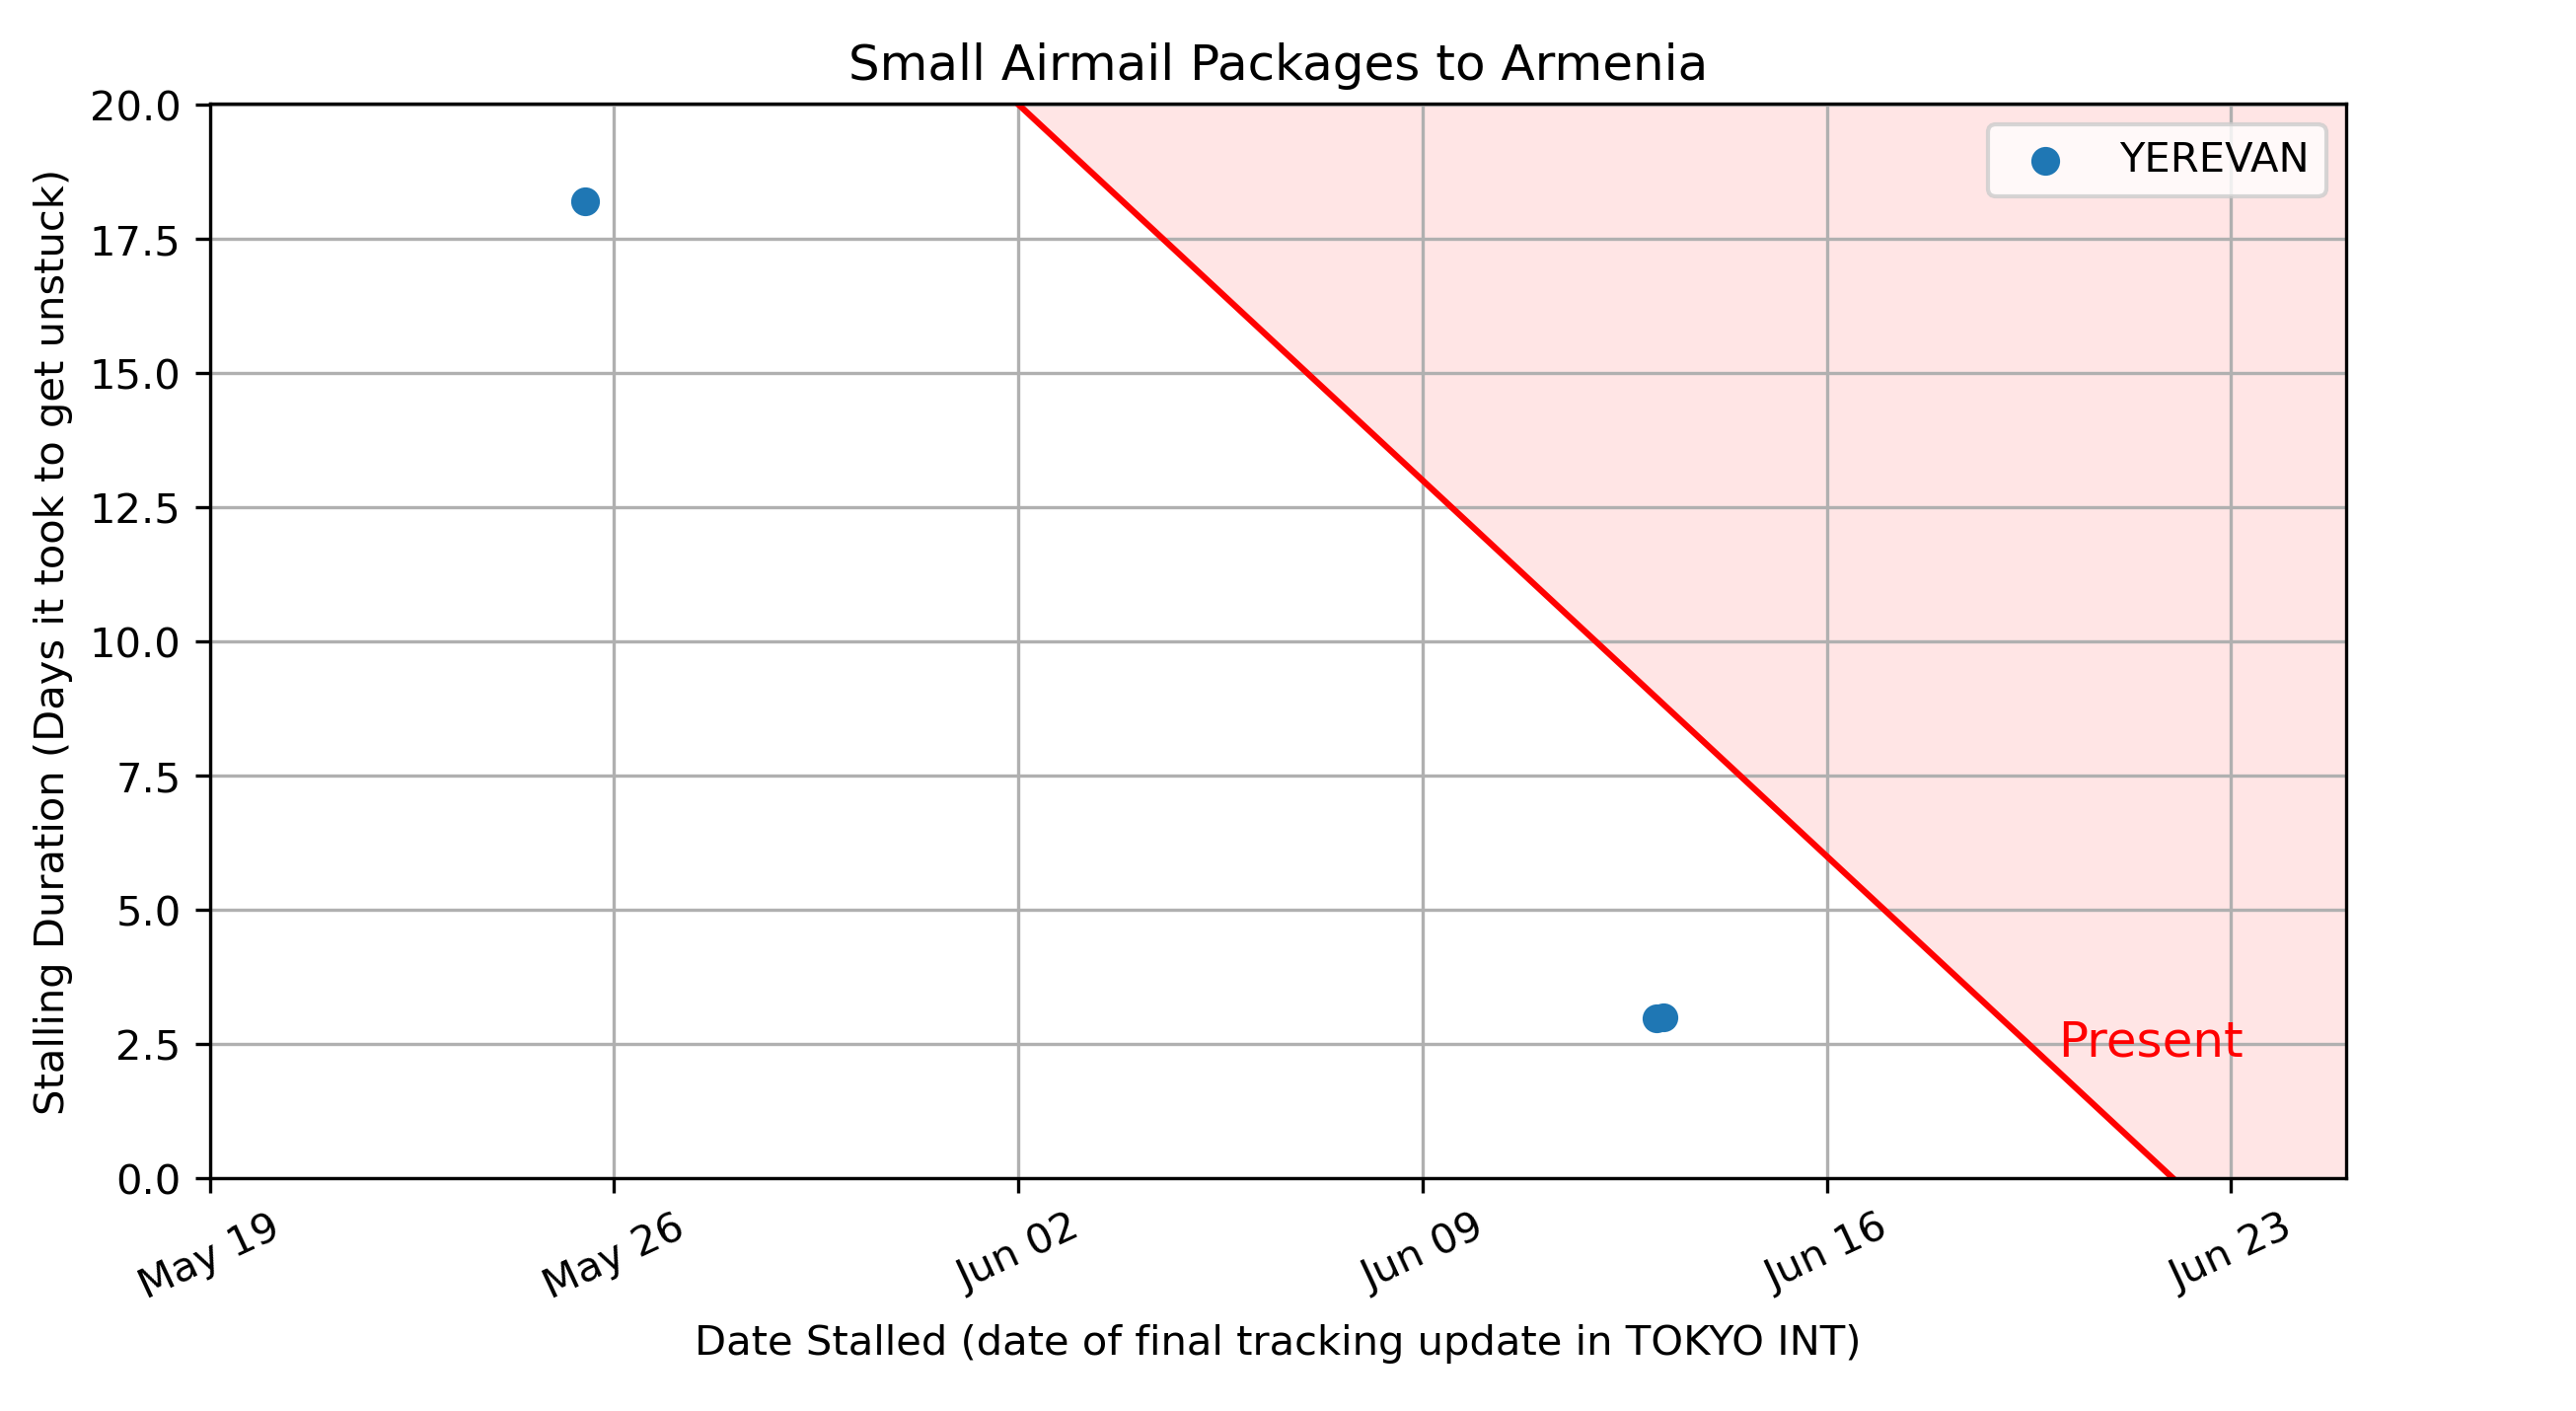 Small Airmail Packages to Armenia
YEREVAN
Stalling Duration (Days it took to get unstuck)
20.0
17.5
15.0
12.5
10.0
7.5
5.0
2.5
0.0
Present
May 19
May 26
Jun 02
Jun 09
Jun 16
Jun 23
Date Stalled (date of final tracking update in TOKYO INT)